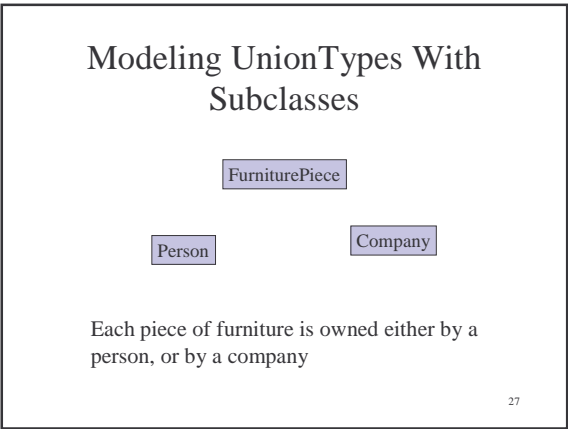 Modeling UnionTypes With
Subclasses
FurniturePiece
Person
Company
Each piece of furniture is owned either by a
person, or by a company
27